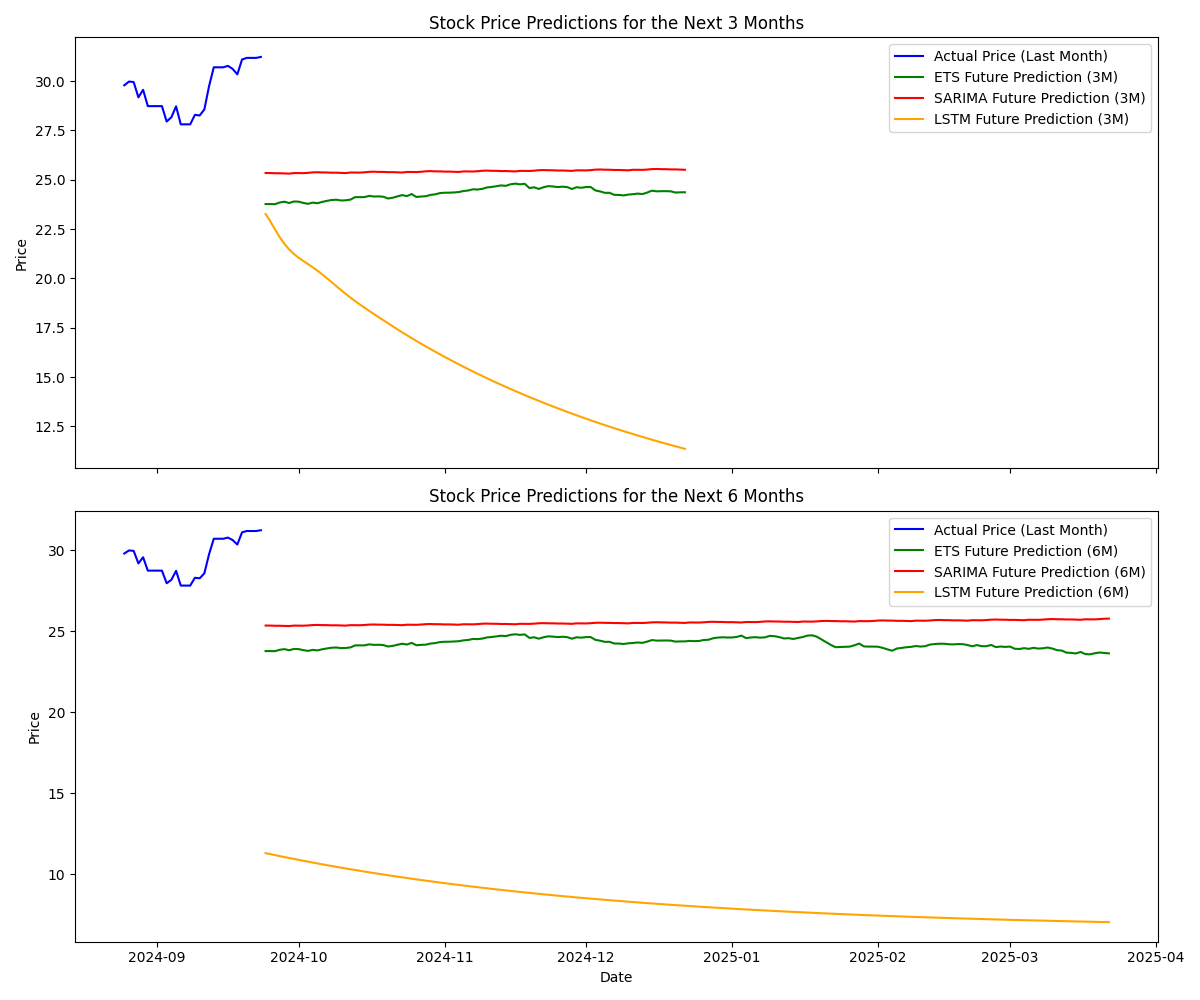 Stock Price Predictions for the Next 3 Months
Actual Price (Last Month)
ETS Future Prediction (3M)
SARIMA Future Prediction (3M)
LSTM Future Prediction (3M)
30.0
27.5
25.0
22.5
20.0
17.5
15.0
12.5
Price
Stock Price Predictions for the Next 6 Months
Actual Price (Last Month)
ETS Future Prediction (6M)
SARIMA Future Prediction (6M)
LSTM Future Prediction (6M)
30
25
20
15
10
Price
2024-09 2024-10 2024-11 2024-12 2025-01 2025-02 2025-03 2025-04
Date